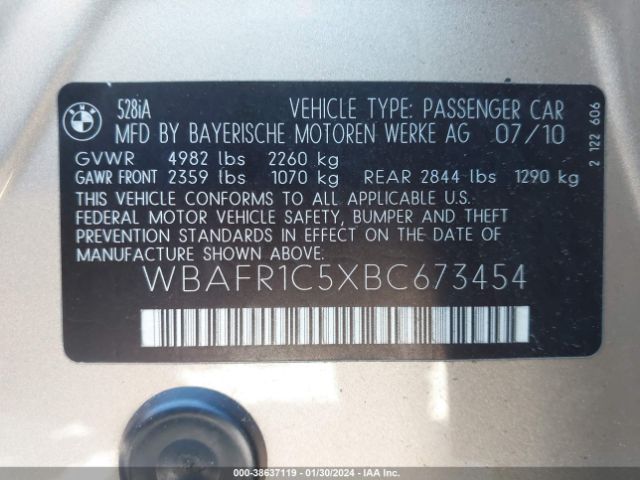 BMW
528iA VEHICLE TYPE: PASSENGER CAR
MFD BY BAYERISCHE MOTOREN WERKE AG 07/10
GVWR 4982 lbs 2260 kg
GAWR FRONT 2359 lbs 1070 kg REAR 2844 lbs 1290 kg
THIS VEHICLE CONFORMS TO ALL APPLICABLE U.S.
FEDERAL MOTOR VEHICLE SAFETY, BUMPER AND THEFT
PREVENTION STANDARDS IN EFFECT ON THE DATE OF
MANUFACTURE SHOWN ABOVE.
WBAFR1C5XBC673454
2 122 606
000-38637119 - 01/30/2024 - IAA Inc.